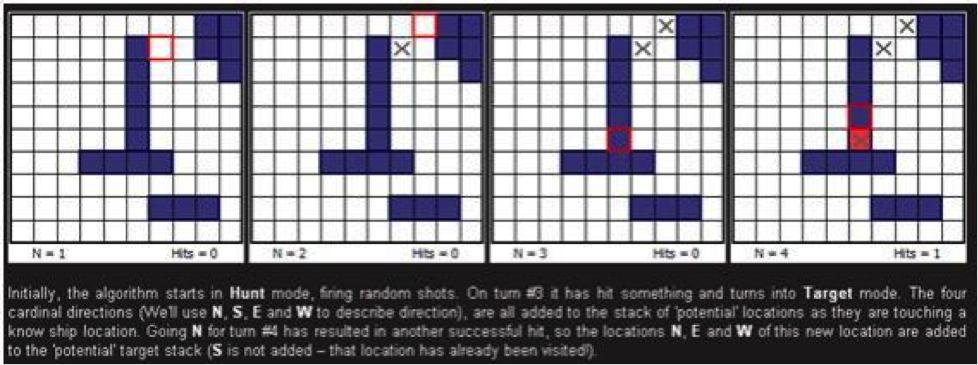 N = 1 Hits = 0 N = 2 Hits = 0 N = 3 Hits = 0 N = 4 Hits = 1
Initially, the algorithm starts in Hunt mode, firing random shots. On turn #3 it has hit something and turns into Target mode. The four
cardinal directions (We'll use N, S, E and W to describe direction), are all added to the stack of 'potential' locations as they are touching a
know ship location. Going N for turn #4 has resulted in another successful hit, so the locations N, E and W of this new location are added
to the 'potential' target stack (S is not added – that location has already been visited!).